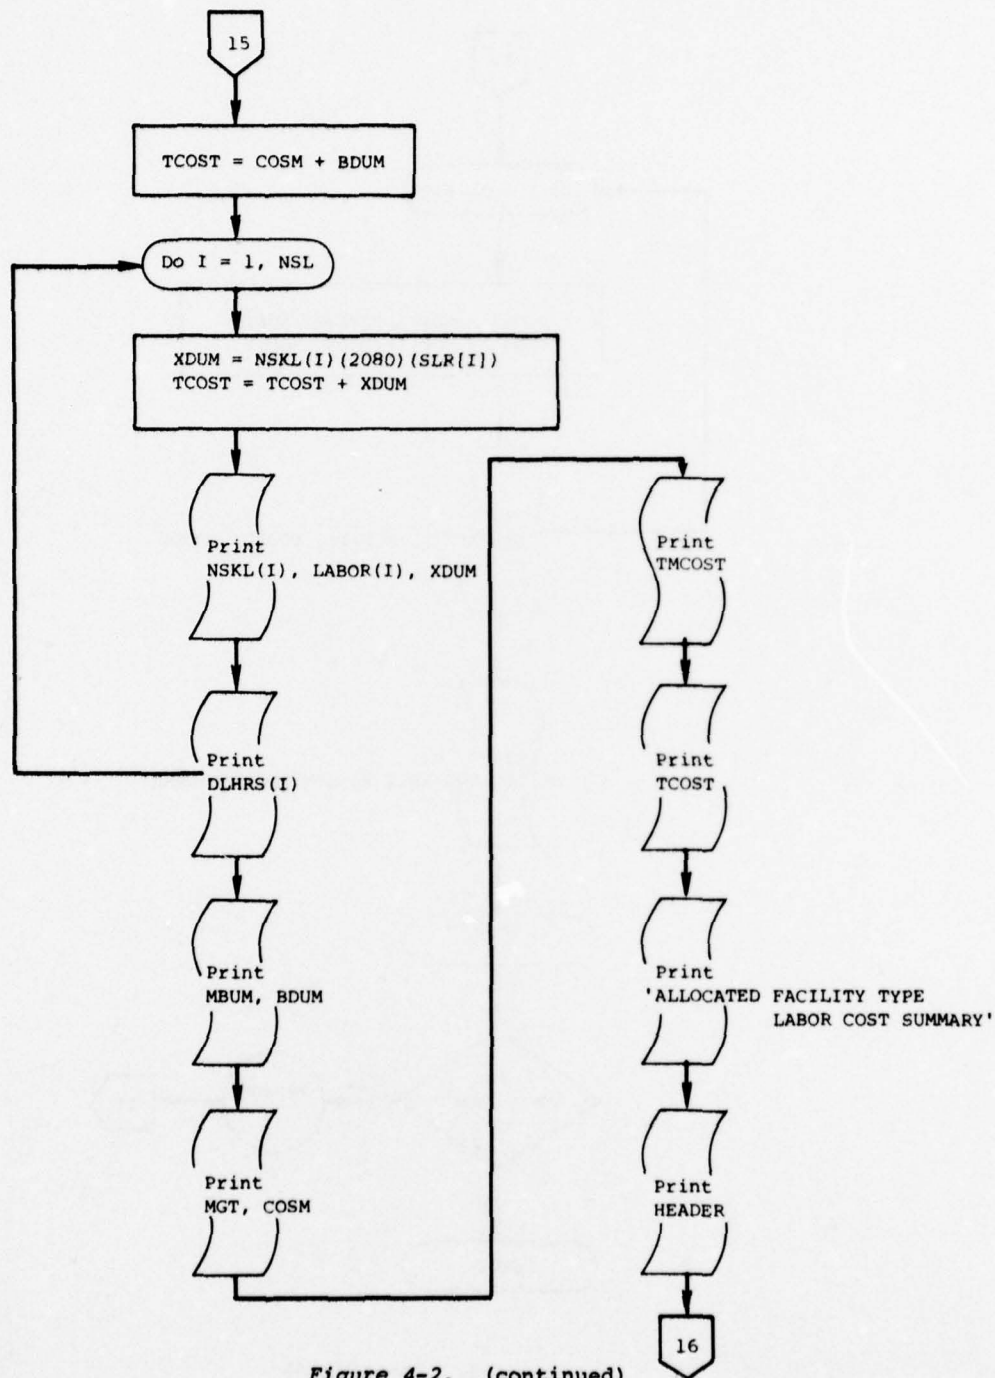 15
TCOST = COSM + BDUM
Do I = 1, NSL
XDUM = NSKL(I)(2080)(SLR[I])
TCOST = TCOST + XDUM
Print
NSKL(I), LABOR(I), XDUM
Print
DLHRS(I)
Print
MBUM, BDUM
Print
MGT, COSM
Print
TMCOST
Print
TCOST
Print
'ALLOCATED FACILITY TYPE
LABOR COST SUMMARY'
Print
HEADER
16
Figure 4-2. (continued)